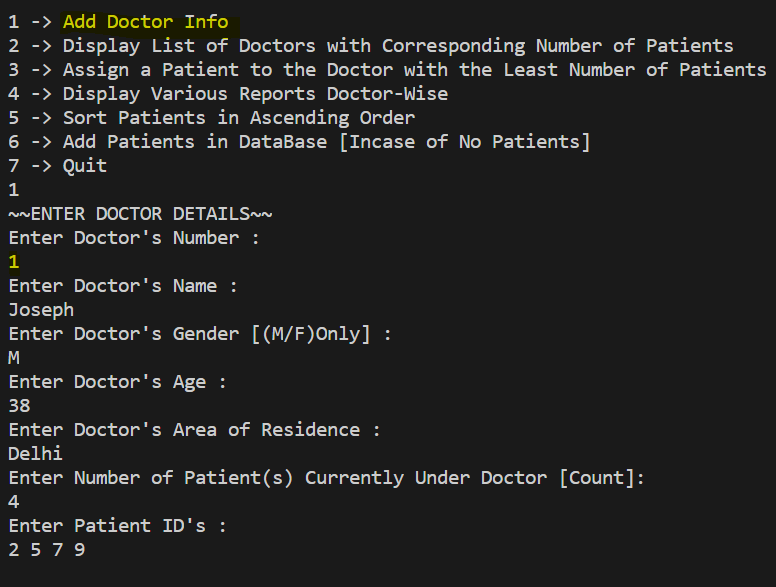 1 -> Add Doctor Info
2 -> Display List of Doctors with Corresponding Number of Patients
3 -> Assign a Patient to the Doctor with the Least Number of Patients
4 -> Display Various Reports Doctor-Wise
5 -> Sort Patients in Ascending Order
6 -> Add Patients in DataBase [Incase of No Patients]
7 -> Quit
1
~~ENTER DOCTOR DETAILS~~
Enter Doctor's Number :
1
Enter Doctor's Name :
Joseph
Enter Doctor's Gender [(M/F)Only] :
M
Enter Doctor's Age :
38
Enter Doctor's Area of Residence :
Delhi
Enter Number of Patient(s) Currently Under Doctor [Count]:
4
Enter Patient ID's :
2 5 7 9